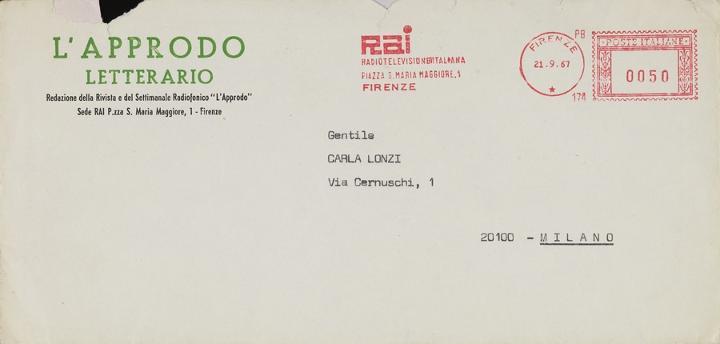 L'APPRODO
LETTERARIO
Redazione della Rivista e del Settimanale Radiofonico "L'Approdo"
Sede RAI P.zza S. Maria Maggiore, 1 - Firenze
Rai
RADIOTELEVISIONE ITALIANA
PIAZZA S. MARIA MAGGIORE, 1
FIRENZE
FIRENZE
21.9.67
PB
174
POSTE ITALIANE
0050
Gentile
CARLA LONZI
Via Cernuschi, 1
20100 - MILANO